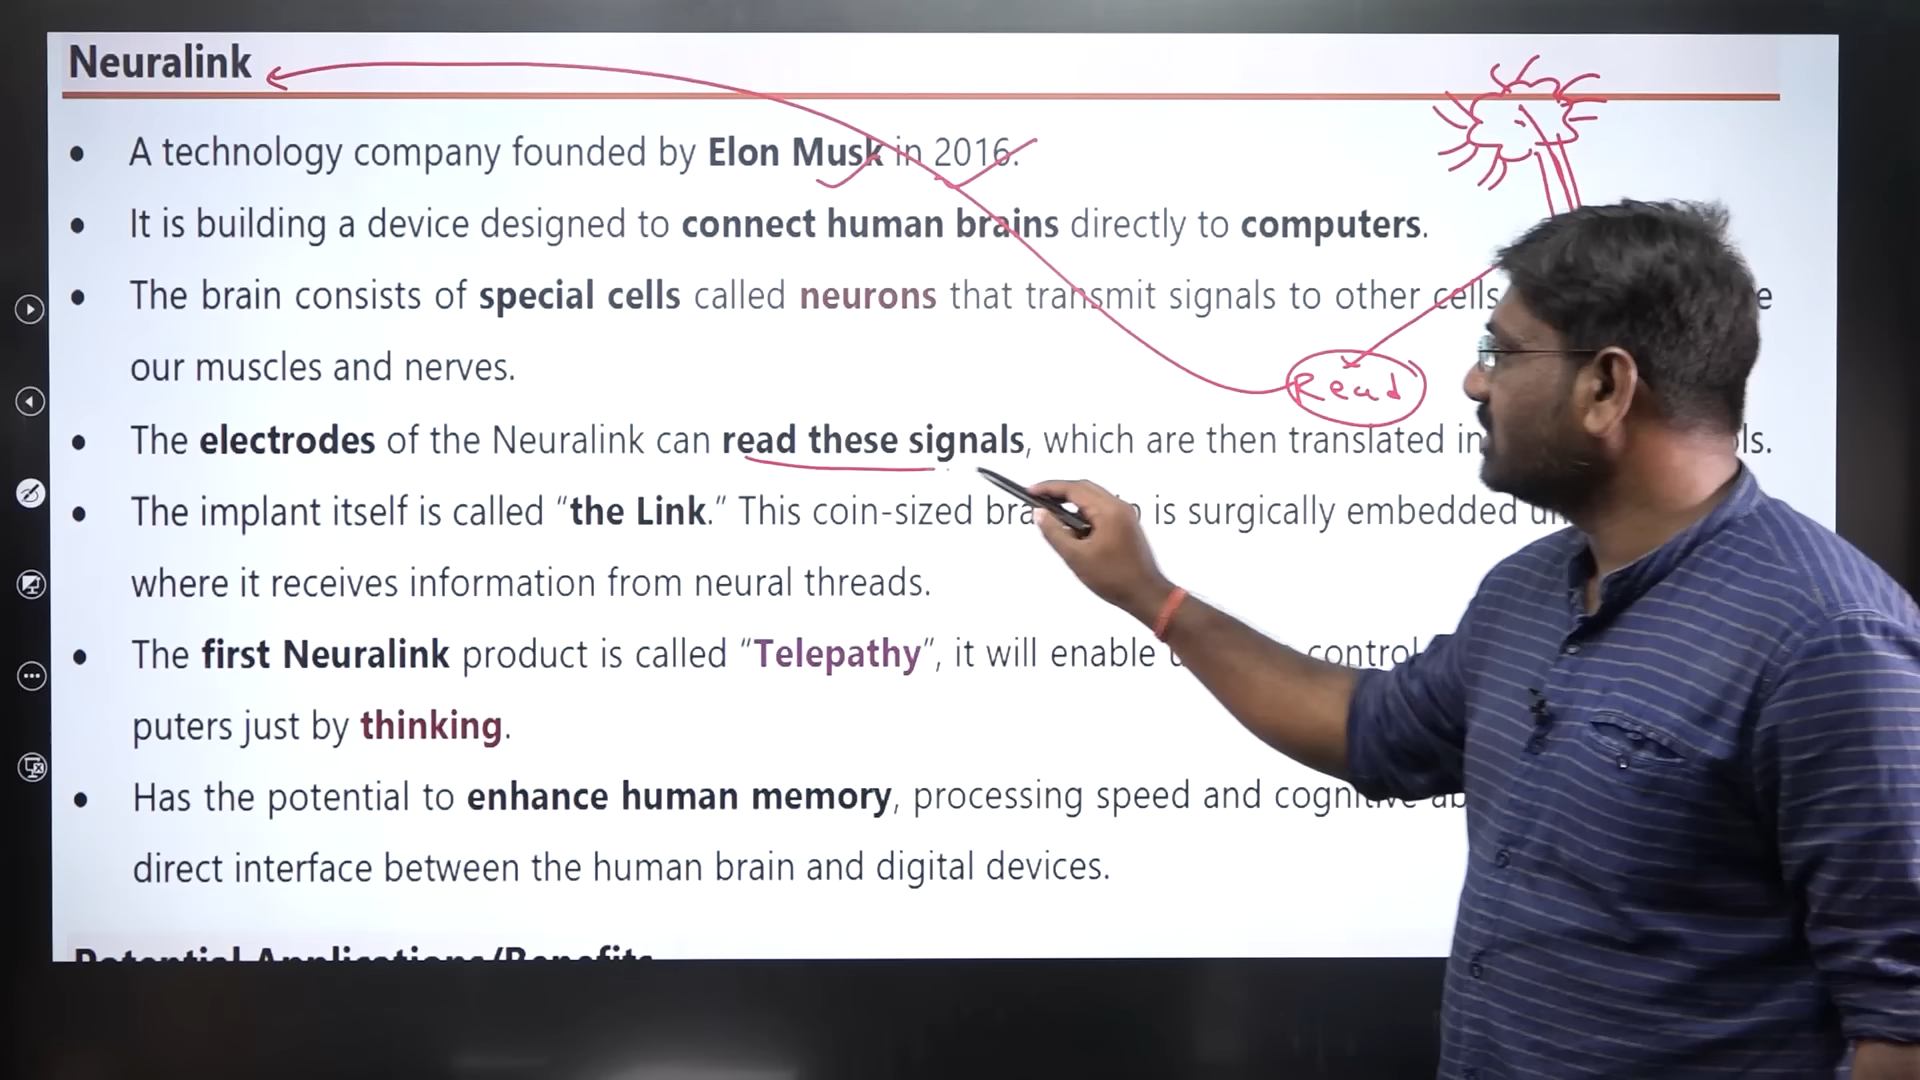 Neuralink
• A technology company founded by Elon Musk in 2016.
• It is building a device designed to connect human brains directly to computers.
• The brain consists of special cells called neurons that transmit signals to other cells
our muscles and nerves.
Read
• The electrodes of the Neuralink can read these signals, which are then translated
• The implant itself is called “the Link.” This coin-sized is surgically embedded
where it receives information from neural threads.
• The first Neuralink product is called “Telepathy”, it will enable control
puters just by thinking.
• Has the potential to enhance human memory, processing speed and cognitive
direct interface between the human brain and digital devices.
Potential Applications/Benefits